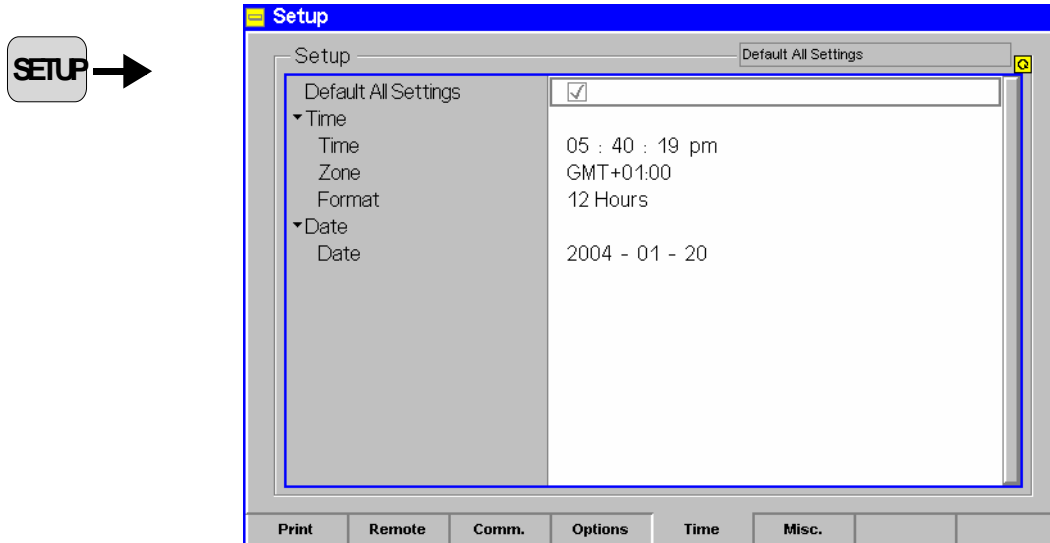 SETUP
Setup
Setup
Default All Settings
Default All Settings
Time
Time 05 : 40 : 19 pm
Zone GMT+01:00
Format 12 Hours
Date
Date 2004 - 01 - 20
Print Remote Comm. Options Time Misc.